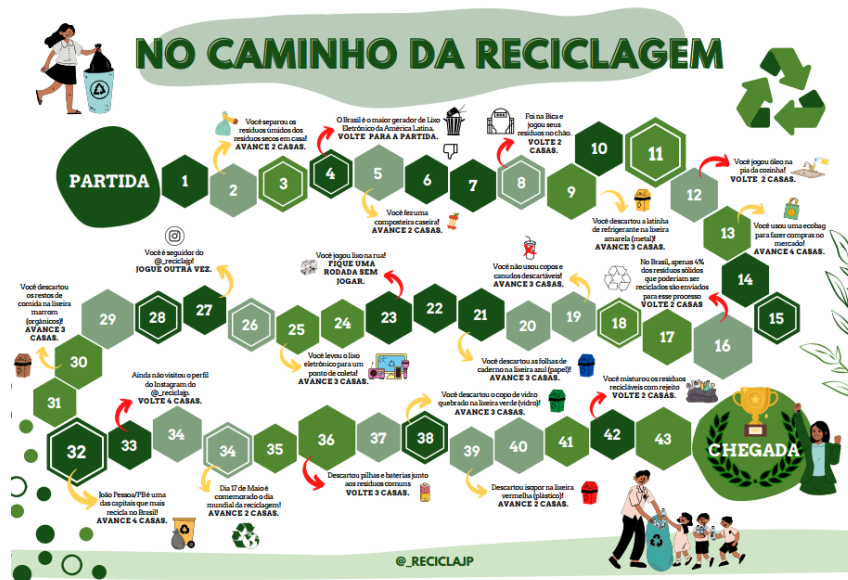 NO CAMINHO DA RECICLAGEM
Você separou os
resíduos úmidos dos
resíduos secos em casa!
AVANCE 2 CASAS.
O Brasil é o maior gerador de Lixo
Eletrônico da América Latina.
VOLTE PARA A PARTIDA.
Foi na Bica e
jogou seus
resíduos no chão.
VOLTE 2
CASAS.
PARTIDA
1
2
3
4
5
6
7
8
9
10
11
12
13
14
15
Você jogou óleo na
pia da cozinha!
VOLTE 2 CASAS.
Você fez uma
composteira caseira!
AVANCE 2 CASAS.
Você descartou a latinha
de refrigerante na lixeira
amarela (metal)!
AVANCE 3 CASAS.
Você usou uma ecobag
para fazer compras no
mercado!
AVANCE 4 CASAS.
Você é seguidor do
@_reciclajp!
JOGUE OUTRA VEZ.
Você jogou lixo na rua!
FIQUE UMA
RODADA SEM
JOGAR.
Você não usou copos e
canudos descartáveis!
AVANCE 3 CASAS.
No Brasil, apenas 4%
dos resíduos sólidos
que poderiam ser
reciclados são enviados
para esse processo
VOLTE 2 CASAS
Você descartou
os restos de
comida na lixeira
marrom
(orgânicos)!
AVANCE 3
CASAS.
16
17
18
19
20
21
22
23
24
25
26
27
28
29
30
31
Você levou o lixo
eletrônico para um
ponto de coleta!
AVANCE 3 CASAS.
Você descartou as folhas de
caderno na lixeira azul (papel)!
AVANCE 3 CASAS.
Ainda não visitou o perfil
do Instagram do
@_reciclajp.
VOLTE 4 CASAS.
Você descartou o copo de vidro
quebrado na lixeira verde (vidro)!
AVANCE 3 CASAS.
Você misturou os resíduos
recicláveis com rejeito
VOLTE 2 CASAS.
32
33
34
34
35
36
37
38
39
40
41
42
43
CHEGADA
João Pessoa/PB é uma
das capitais que mais
recicla no Brasil!
AVANCE 4 CASAS.
Dia 17 de Maio é
comemorado o dia
mundial da reciclagem!
AVANCE 2 CASAS.
Descartou pilhas e baterias junto
aos resíduos comuns
VOLTE 3 CASAS.
Descartou isopor na lixeira
vermelha (plástico)!
AVANCE 2 CASAS.
@_RECICLAJP